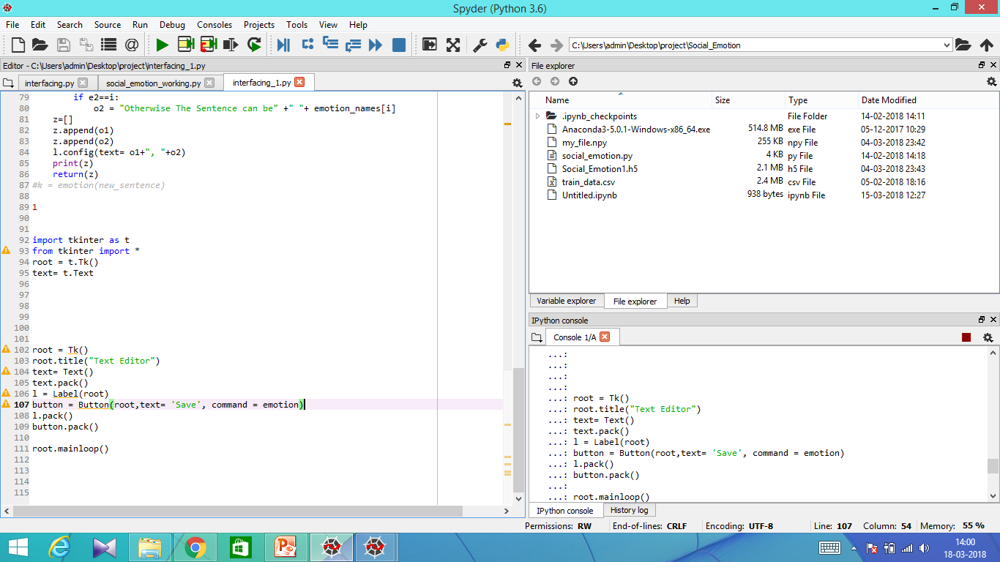 Spyder (Python 3.6)
File Edit Search Source Run Debug Consoles Projects Tools View Help
C:\Users\admin\Desktop\project\Social_Emotion
Editor - C:\Users\admin\Desktop\project\interfacing_1.py
interfacing.py social_emotion_working.py interfacing_1.py
79 if e2==i:
80 o2 = "Otherwise The Sentence can be" +" "+ emotion_names[i]
81 z=[]
82 z.append(o1)
83 z.append(o2)
84 l.config(text= o1+", "+o2)
85 print(z)
86 return(z)
87 #k = emotion(new_sentence)
88
89 1
90
91
92 import tkinter as t
93 from tkinter import *
94 root = t.Tk()
95 text= t.Text
96
97
98
99
100
101
102 root = Tk()
103 root.title("Text Editor")
104 text= Text()
105 text.pack()
106 l = Label(root)
107 button = Button(root,text= 'Save', command = emotion)
108 l.pack()
109 button.pack()
110
111 root.mainloop()
112
113
114
115
File explorer
Name Size Type Date Modified
.ipynb_checkpoints File Folder 14-02-2018 14:11
Anaconda3-5.0.1-Windows-x86_64.exe 514.8 MB exe File 05-12-2017 10:29
my_file.npy 255 KB npy File 04-03-2018 23:42
social_emotion.py 4 KB py File 14-02-2018 14:18
Social_Emotion1.h5 2.1 MB h5 File 04-03-2018 23:43
train_data.csv 2.4 MB csv File 05-02-2018 18:16
Untitled.ipynb 938 bytes ipynb File 15-03-2018 12:27
Variable explorer File explorer Help
IPython console
Console 1/A
...:
...:
...:
...:
...: root = Tk()
...: root.title("Text Editor")
...: text= Text()
...: text.pack()
...: l = Label(root)
...: button = Button(root,text= 'Save', command = emotion)
...: l.pack()
...: button.pack()
...:
...: root.mainloop()
IPython console History log
Permissions: RW End-of-lines: CRLF Encoding: UTF-8 Line: 107 Column: 54 Memory: 55 %
14:00
18-03-2018